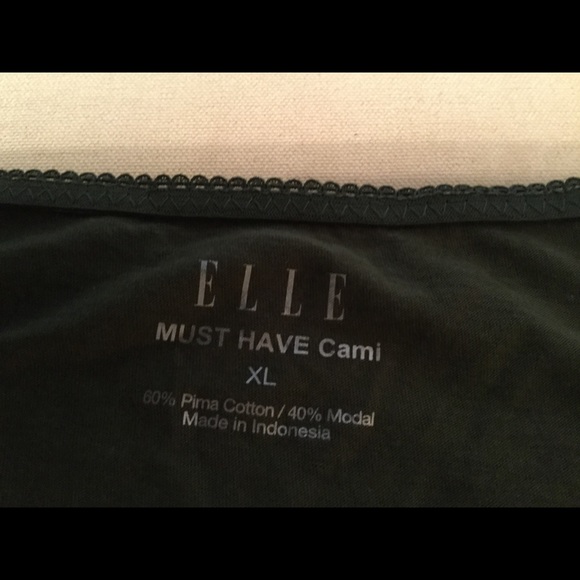 ELLE
MUST HAVE Cami
XL
60% Pima Cotton / 40% Modal
Made in Indonesia